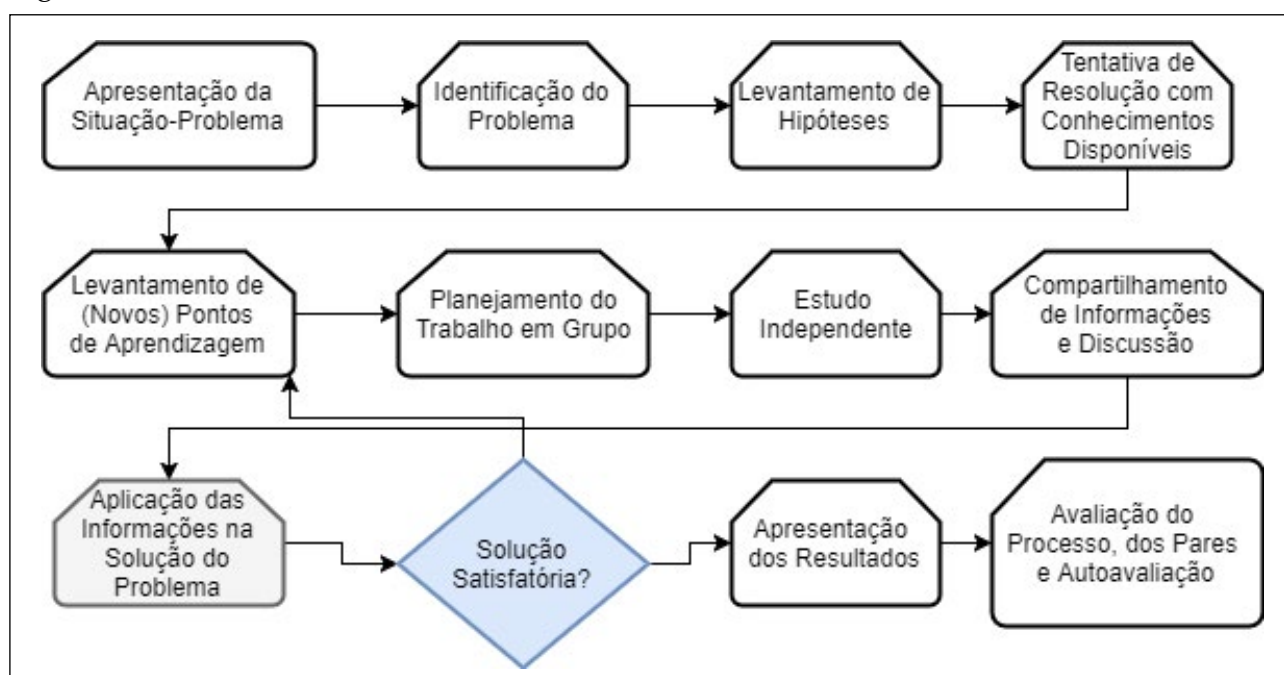 Apresentação da
Situação-Problema
Identificação do
Problema
Levantamento de
Hipóteses
Tentativa de
Resolução com
Conhecimentos
Disponíveis
Levantamento de
(Novos) Pontos
de Aprendizagem
Planejamento do
Trabalho em Grupo
Estudo
Independente
Compartilhamento
de Informações
e Discussão
Aplicação das
Informações na
Solução do
Problema
Solução
Satisfatória?
Apresentação
dos Resultados
Avaliação do
Processo, dos Pares
e Autoavaliação